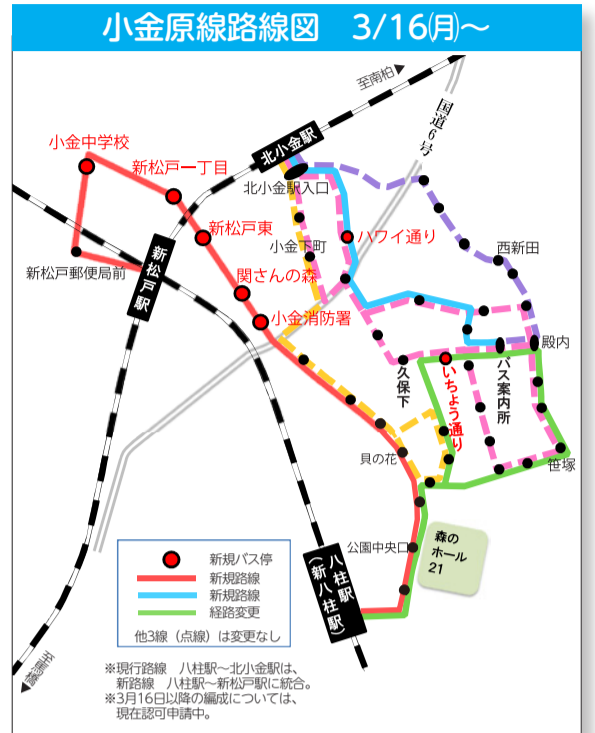 小金原線路線図 3/16㈪～
至南柏
国道6号
北小金駅
小金中学校
新松戸一丁目
北小金駅入口
新松戸東
小金下町
ハワイ通り
西新田
新松戸郵便局前
新松戸駅
関さんの森
小金消防署
殿内
久保下
いちょう通り
バス案内所
貝の花
笹塚
公園中央口
森の
ホール
21
八柱駅
(新八柱駅)
新規バス停
新規路線
新規路線
経路変更
他3線（点線）は変更なし
至馬橋
※現行路線 八柱駅～北小金駅は、
新路線 八柱駅～新松戸駅に統合。
※3月16日以降の編成については、
現在認可申請中。